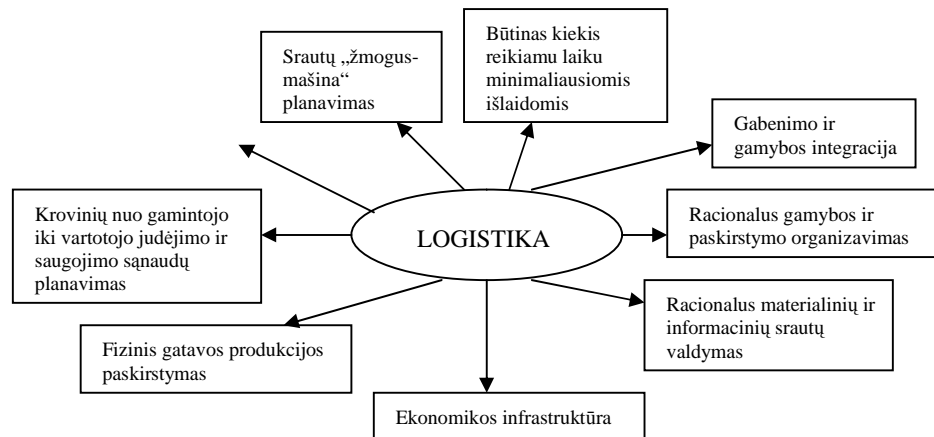 Srautų „žmogus-
mašina“
planavimas
Būtinas kiekis
reikiamu laiku
minimaliausiomis
išlaidomis
Gabenimo ir
gamybos integracija
Krovinių nuo gamintojo
iki vartotojo judėjimo ir
saugojimo sąnaudų
planavimas
LOGISTIKA
Racionalus gamybos ir
paskirstymo organizavimas
Racionalus materialinių ir
informacinių srautų
valdymas
Fizinis gatavos produkcijos
paskirstymas
Ekonomikos infrastruktūra